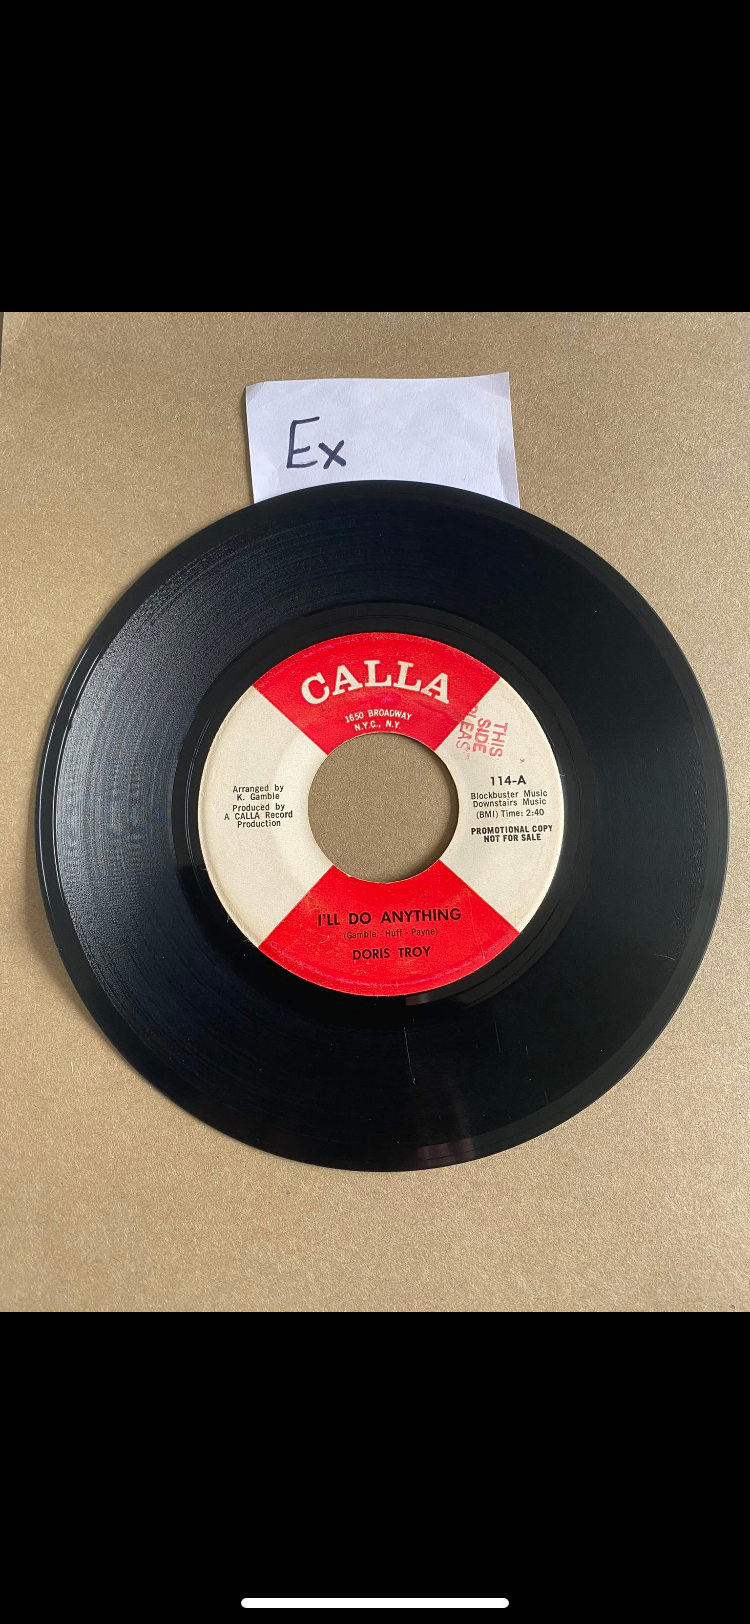 Ex
CALLA
1650 BROADWAY
N.Y.C., N.Y.
THIS
SIDE
114-A
Blockbuster Music
Downstairs Music
(BMI) Time: 2:40
PROMOTIONAL COPY
NOT FOR SALE
Arranged by
K. Gamble
Produced by
A CALLA Record
Production
I'LL DO ANYTHING
(Gamble - Huff - Payne)
DORIS TROY